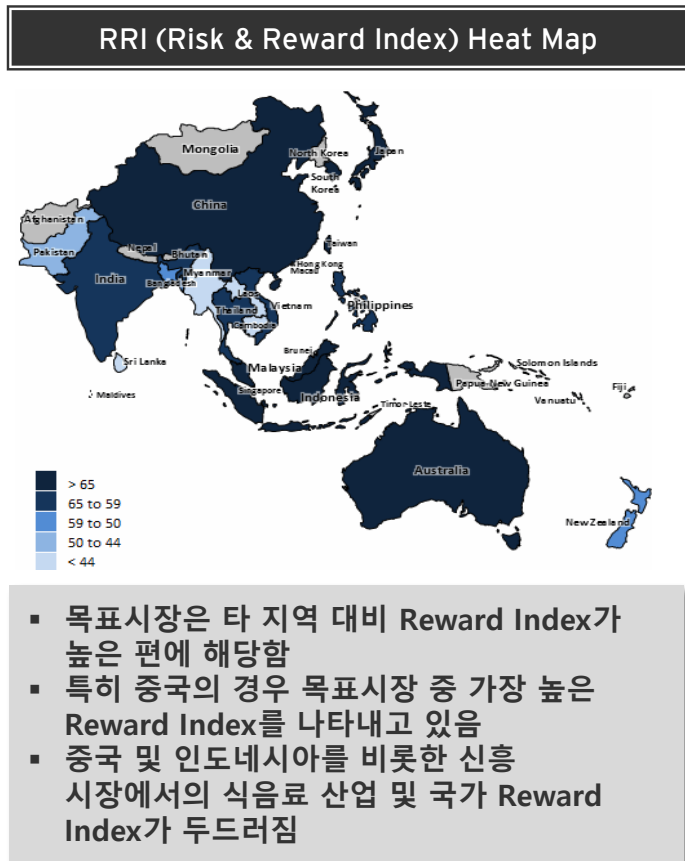 RRI (Risk & Reward Index) Heat Map
Mongolia
North Korea
Japan
South
Korea
China
Afghanistan
Pakistan
Nepal
Bhutan
Taiwan
Hong Kong
Macau
India
Myanmar
Bangladesh
Laos
Thailand
Vietnam
Philippines
Cambodia
Sri Lanka
Brunei
Malaysia
Maldives
Singapore
Indonesia
Papua New Guinea
Solomon Islands
Timor-Leste
Vanuatu
Fiji
Australia
New Zealand
> 65
65 to 59
59 to 50
50 to 44
< 44
▪ 목표시장은 타 지역 대비 Reward Index가
높은 편에 해당함
▪ 특히 중국의 경우 목표시장 중 가장 높은
Reward Index를 나타내고 있음
▪ 중국 및 인도네시아를 비롯한 신흥
시장에서의 식음료 산업 및 국가 Reward
Index가 두드러짐